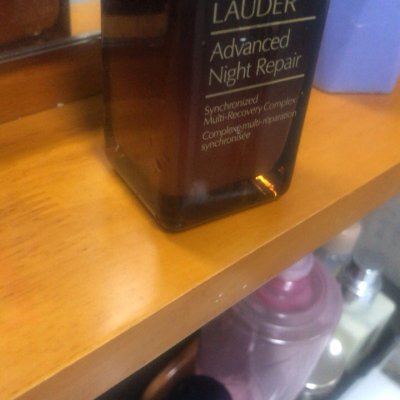 LAUDER
Advanced
Night Repair
Synchronized
Multi-Recovery Complex
Complexe multi-réparation
synchronisée